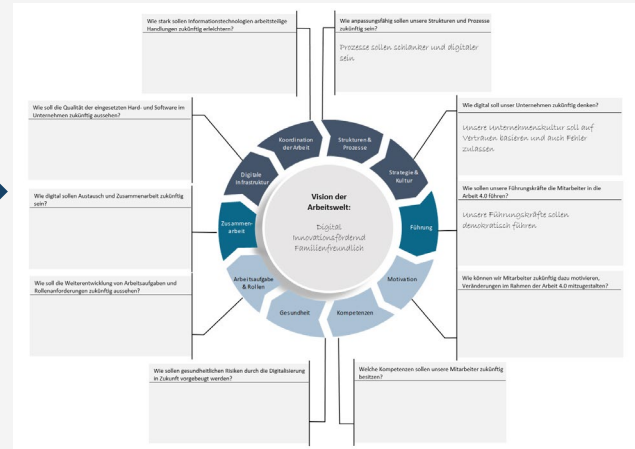 Wie stark sollen Informationstechnologien arbeitsteilige
Handlungen zukünftig erleichtern?
Wie anpassungsfähig sollen unsere Strukturen und Prozesse
zukünftig sein?
Prozesse sollen schlanker und digitaler
sein
Wie soll die Qualität der eingesetzten Hard- und Software im
Unternehmen zukünftig aussehen?
Wie digital soll unser Unternehmen zukünftig denken?
Unsere Unternehmenskultur soll auf
Vertrauen basieren und auch Fehler
zulassen
Wie digital sollen Austausch und Zusammenarbeit zukünftig
sein?
Wie sollen unsere Führungskräfte die Mitarbeiter in die
Arbeit 4.0 führen?
Unsere Führungskräfte sollen
demokratisch führen
Wie soll die Weiterentwicklung von Arbeitsaufgaben und
Rollenanforderungen zukünftig aussehen?
Wie können wir Mitarbeiter zukünftig dazu motivieren,
Veränderungen im Rahmen der Arbeit 4.0 mitzugestalten?
Wie sollen gesundheitlichen Risiken durch die Digitalisierung
in Zukunft vorgebeugt werden?
Welche Kompetenzen sollen unsere Mitarbeiter zukünftig
besitzen?
Koordination
der Arbeit
Strukturen &
Prozesse
Digitale
Infrastruktur
Strategie &
Kultur
Zusammen-
arbeit
Führung
Arbeitsaufgabe
& Rollen
Motivation
Gesundheit
Kompetenzen
Vision der
Arbeitswelt:
Digital
Innovationsfördernd
Familienfreundlich